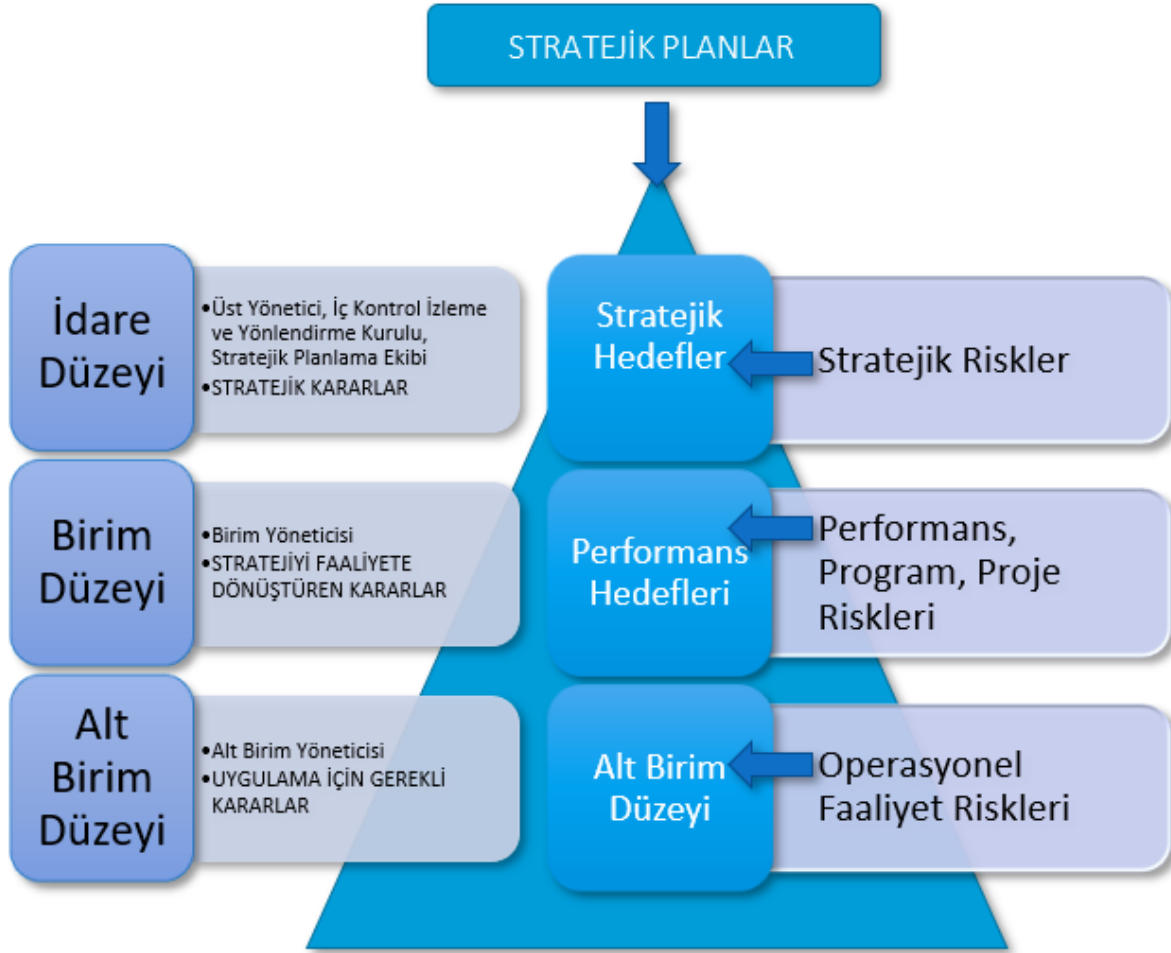 STRATEJİK PLANLAR
İdare
Düzeyi
•Üst Yönetici, İç Kontrol İzleme
ve Yönlendirme Kurulu,
Stratejik Planlama Ekibi
•STRATEJİK KARARLAR
Stratejik
Hedefler
Stratejik Riskler
Birim
Düzeyi
•Birim Yöneticisi
•STRATEJİYİ FAALİYETE
DÖNÜŞTÜREN KARARLAR
Performans
Hedefleri
Performans,
Program, Proje
Riskleri
Alt
Birim
Düzeyi
•Alt Birim Yöneticisi
•UYGULAMA İÇİN GEREKLİ
KARARLAR
Alt Birim
Düzeyi
Operasyonel
Faaliyet Riskleri